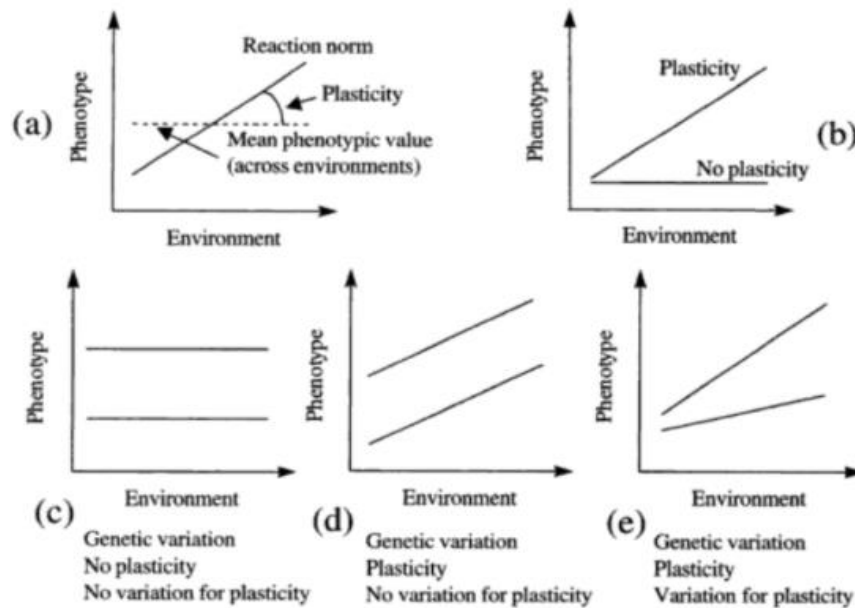 Reaction norm
Plasticity
(a)
Phenotype
Mean phenotypic value
(across environments)
Environment
Plasticity
(b)
Phenotype
No plasticity
Environment
Phenotype
Environment
(c)
Genetic variation
No plasticity
No variation for plasticity
Phenotype
Environment
(d)
Genetic variation
Plasticity
No variation for plasticity
Phenotype
Environment
(e)
Genetic variation
Plasticity
Variation for plasticity